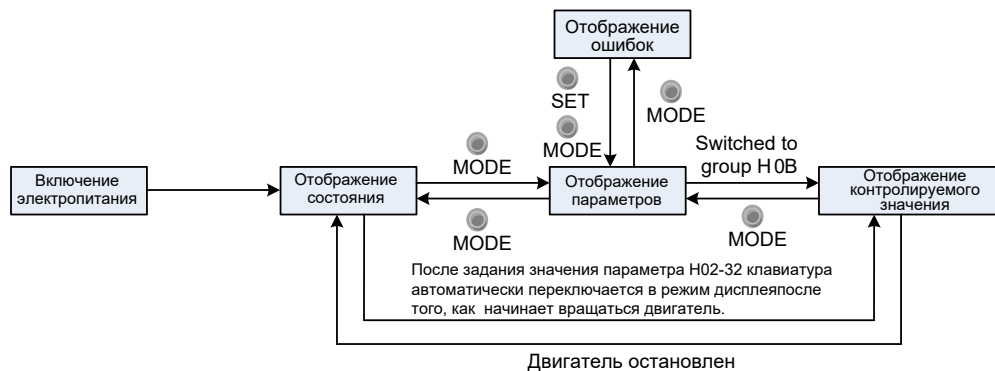 Отображение
ошибок
SET
MODE
MODE
MODE
Switched to
group H0B
Включение
электропитания
Отображение
состояния
Отображение
параметров
Отображение
контролируемого
значения
MODE
MODE
После задания значения параметра H02-32 клавиатура
автоматически переключается в режим дисплеяпосле
того, как начинает вращаться двигатель.
Двигатель остановлен